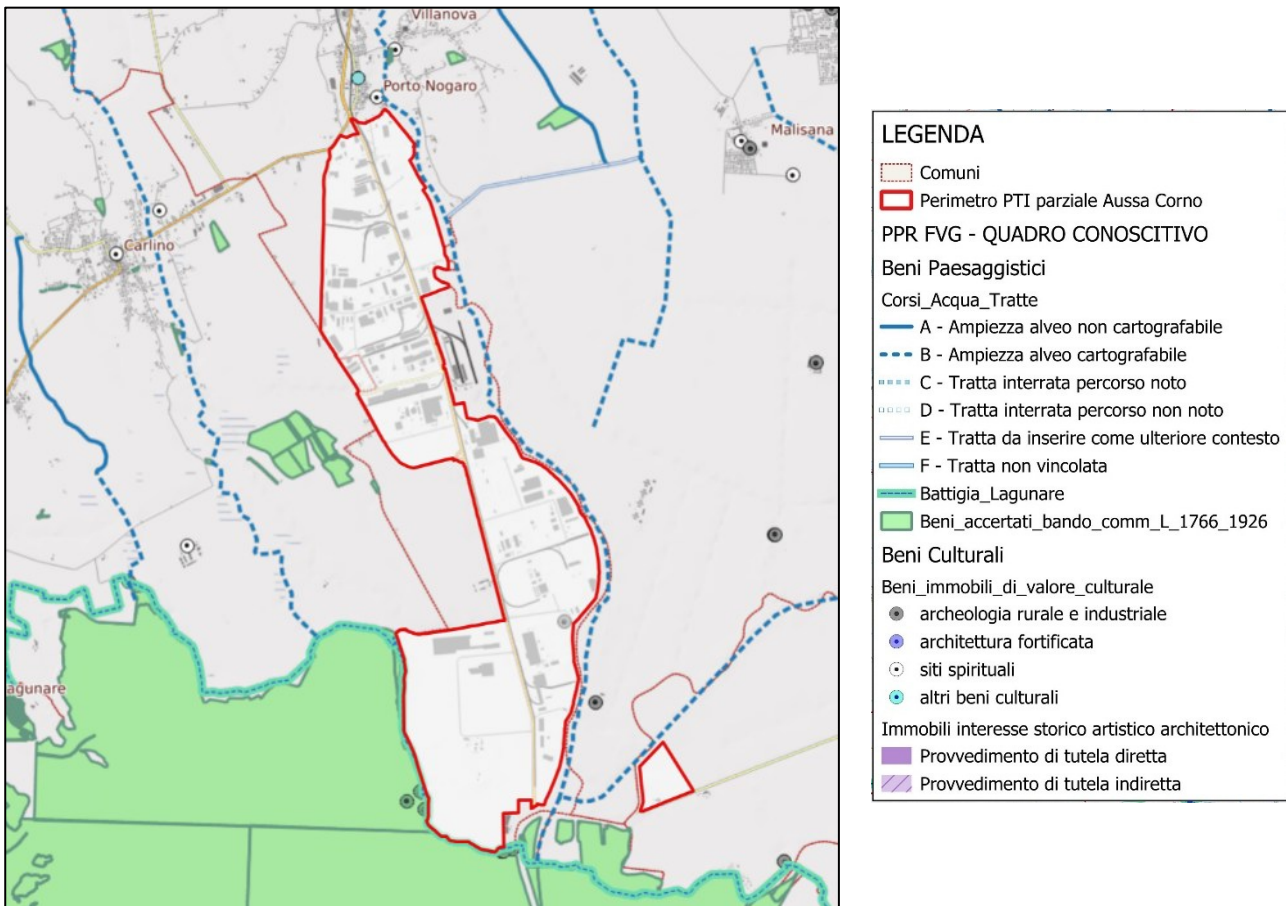 Villanova
Porto Nogaro
Malisana
Carlino
agunare
LEGENDA
Comuni
Perimetro PTI parziale Aussa Corno
PPR FVG - QUADRO CONOSCITIVO
Beni Paesaggistici
Corsi_Acqua_Tratte
A - Ampiezza alveo non cartografabile
B - Ampiezza alveo cartografabile
C - Tratta interrata percorso noto
D - Tratta interrata percorso non noto
E - Tratta da inserire come ulteriore contesto
F - Tratta non vincolata
Battigia_Lagunare
Beni_accertati_bando_comm_L_1766_1926
Beni Culturali
Beni_immobili_di_valore_culturale
archeologia rurale e industriale
architettura fortificata
siti spirituali
altri beni culturali
Immobili interesse storico artistico architettonico
Provvedimento di tutela diretta
Provvedimento di tutela indiretta